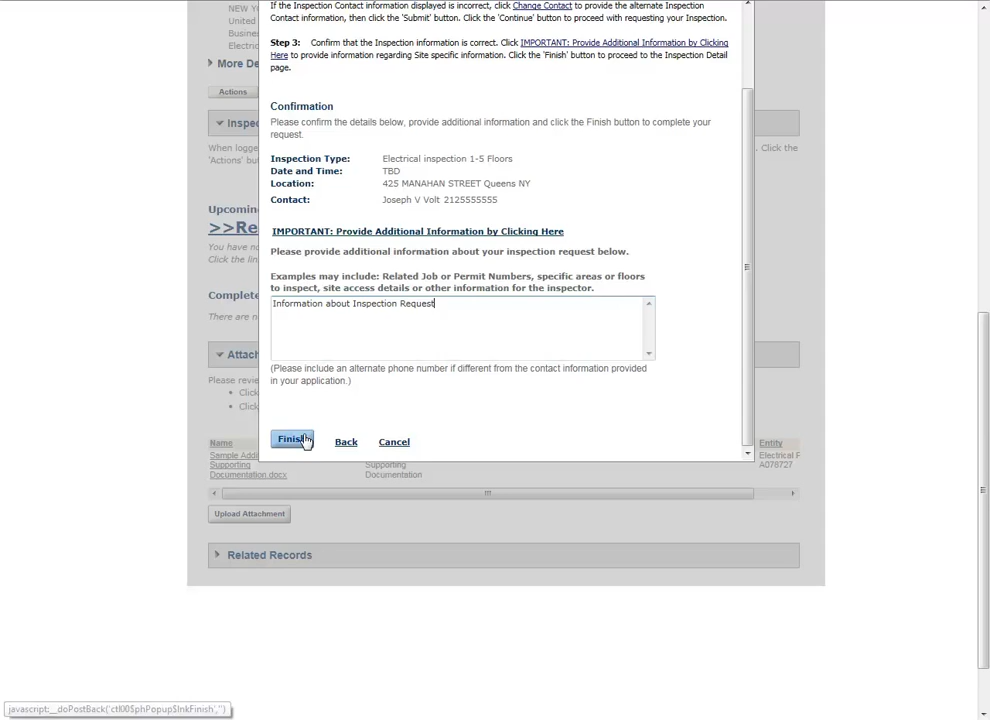 NEW YO
United
Busine
Electri
More De
Actions
Inspe
When logge
'Actions' bu
Upcomin
>>Re
You have no
Click the lin
Complete
There are n
Attach
Please revie
Click
Click
If the Inspection Contact information displayed is incorrect, click Change Contact to provide the alternate Inspection
Contact information, then click the 'Submit' button. Click the 'Continue' button to proceed with requesting your Inspection.
Step 3: Confirm that the Inspection information is correct. Click IMPORTANT: Provide Additional Information by Clicking
Here to provide information regarding Site specific information. Click the 'Finish' button to proceed to the Inspection Detail
page.
Confirmation
Please confirm the details below, provide additional information and click the Finish button to complete your
request.
Inspection Type: Electrical inspection 1-5 Floors
Date and Time: TBD
Location: 425 MANAHAN STREET Queens NY
Contact: Joseph V Volt 2125555555
IMPORTANT: Provide Additional Information by Clicking Here
Please provide additional information about your inspection request below.
Examples may include: Related Job or Permit Numbers, specific areas or floors
to inspect, site access details or other information for the inspector.
Information about Inspection Request
(Please include an alternate phone number if different from the contact information provided
in your application.)
Finish Back Cancel
. Click the
Name Entity
Sample Addi Electrical P
Supporting Supporting A078727
Documentation.docx Documentation
Upload Attachment
Related Records
javascript:__doPostBack('ctl00$phPopup$lnkFinish','')